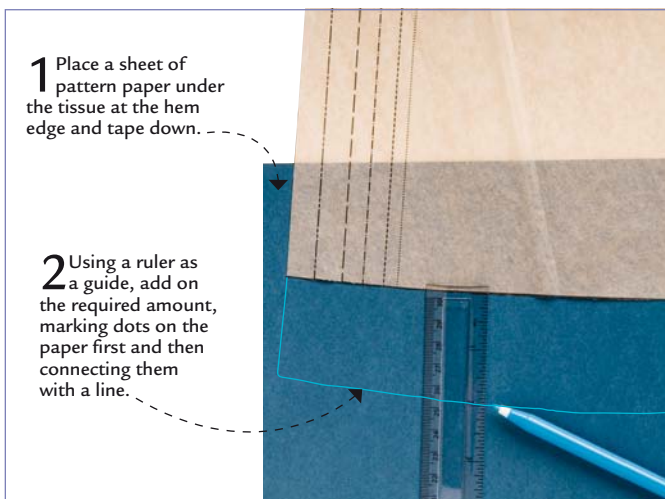 1 Place a sheet of
pattern paper under
the tissue at the hem
edge and tape down.
2 Using a ruler as
a guide, add on
the required amount,
marking dots on the
paper first and then
connecting them
with a line.